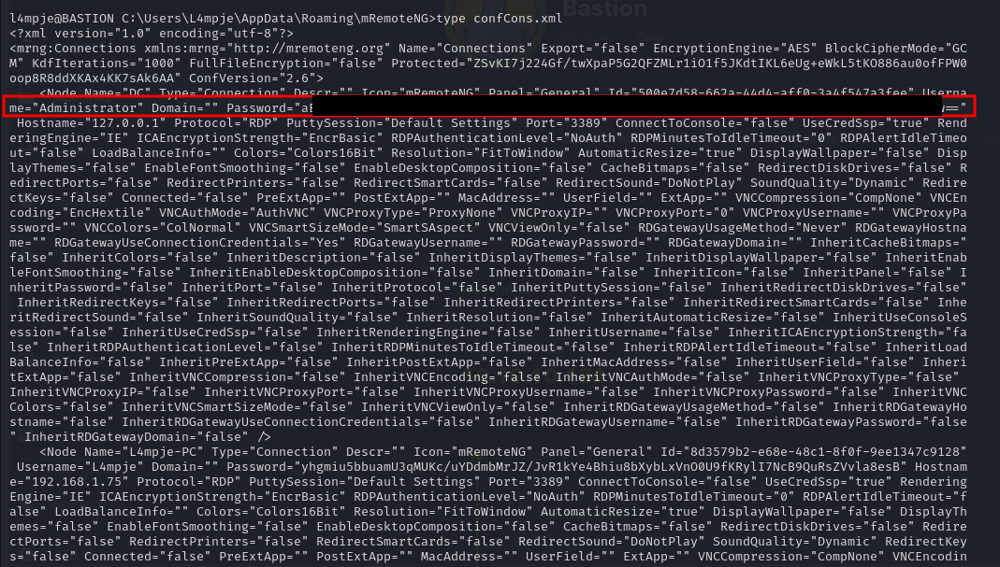 Bastion
l4mpje@BASTION C:\Users\L4mpje\AppData\Roaming\mRemoteNG>type confCons.xml
<?xml version="1.0" encoding="utf-8"?>
<mrng:Connections xmlns:mrng="http://mremoteng.org" Name="Connections" Export="false" EncryptionEngine="AES" BlockCipherMode="GC
M" KdfIterations="1000" FullFileEncryption="false" Protected="ZSvKI7j224Gf/twXpaP5G2QFZMLr1iO1f5JKdtIKL6eUg+eWkL5tKO886au0ofFPW0
oop8R8ddXKAx4KK7sAk6AA" ConfVersion="2.6">
<Node Name="DC" Type="Connection" Descr="" Icon="mRemoteNG" Panel="General" Id="500e7d58-662a-44d4-aff0-3a4f547a3fee" Userna
me="Administrator" Domain="" Password="aE w=="
Hostname="127.0.0.1" Protocol="RDP" PuttySession="Default Settings" Port="3389" ConnectToConsole="false" UseCredSsp="true" Rend
eringEngine="IE" ICAEncryptionStrength="EncrBasic" RDPAuthenticationLevel="NoAuth" RDPMinutesToIdleTimeout="0" RDPAlertIdleTimeo
ut="false" LoadBalanceInfo="" Colors="Colors16Bit" Resolution="FitToWindow" AutomaticResize="true" DisplayWallpaper="false" Disp
layThemes="false" EnableFontSmoothing="false" EnableDesktopComposition="false" CacheBitmaps="false" RedirectDiskDrives="false" R
edirectPorts="false" RedirectPrinters="false" RedirectSmartCards="false" RedirectSound="DoNotPlay" SoundQuality="Dynamic" Redire
ctKeys="false" Connected="false" PreExtApp="" PostExtApp="" MacAddress="" UserField="" ExtApp="" VNCCompression="CompNone" VNCEn
coding="EncHextile" VNCAuthMode="AuthVNC" VNCProxyType="ProxyNone" VNCProxyIP="" VNCProxyPort="0" VNCProxyUsername="" VNCProxyPa
ssword="" VNCColors="ColNormal" VNCSmartSizeMode="SmartSAspect" VNCViewOnly="false" RDGatewayUsageMethod="Never" RDGatewayHostna
me="" RDGatewayUseConnectionCredentials="Yes" RDGatewayUsername="" RDGatewayPassword="" RDGatewayDomain="" InheritCacheBitmaps="
false" InheritColors="false" InheritDescription="false" InheritDisplayThemes="false" InheritDisplayWallpaper="false" InheritEnab
leFontSmoothing="false" InheritEnableDesktopComposition="false" InheritDomain="false" InheritIcon="false" InheritPanel="false" I
nheritPassword="false" InheritPort="false" InheritProtocol="false" InheritPuttySession="false" InheritRedirectDiskDrives="false"
InheritRedirectKeys="false" InheritRedirectPorts="false" InheritRedirectPrinters="false" InheritRedirectSmartCards="false" Inhe
ritRedirectSound="false" InheritSoundQuality="false" InheritResolution="false" InheritAutomaticResize="false" InheritUseConsoleS
ession="false" InheritUseCredSsp="false" InheritRenderingEngine="false" InheritUsername="false" InheritICAEncryptionStrength="fa
lse" InheritRDPAuthenticationLevel="false" InheritRDPMinutesToIdleTimeout="false" InheritRDPAlertIdleTimeout="false" InheritLoad
BalanceInfo="false" InheritPreExtApp="false" InheritPostExtApp="false" InheritMacAddress="false" InheritUserField="false" Inheri
tExtApp="false" InheritVNCCompression="false" InheritVNCEncoding="false" InheritVNCAuthMode="false" InheritVNCProxyType="false"
InheritVNCProxyIP="false" InheritVNCProxyPort="false" InheritVNCProxyUsername="false" InheritVNCProxyPassword="false" InheritVNC
Colors="false" InheritVNCSmartSizeMode="false" InheritVNCViewOnly="false" InheritRDGatewayUsageMethod="false" InheritRDGatewayHo
stname="false" InheritRDGatewayUseConnectionCredentials="false" InheritRDGatewayUsername="false" InheritRDGatewayPassword="false
" InheritRDGatewayDomain="false" />
<Node Name="L4mpje-PC" Type="Connection" Descr="" Icon="mRemoteNG" Panel="General" Id="8d3579b2-e68e-48c1-8f0f-9ee1347c9128"
Username="L4mpje" Domain="" Password="yhgmiu5bbuamU3qMUKc/uYDdmbMrJZ/JvR1kYe4Bhiu8bXybLxVnO0U9fKRylI7NcB9QuRsZVvla8esB" Hostnam
e="192.168.1.75" Protocol="RDP" PuttySession="Default Settings" Port="3389" ConnectToConsole="false" UseCredSsp="true" Rendering
Engine="IE" ICAEncryptionStrength="EncrBasic" RDPAuthenticationLevel="NoAuth" RDPMinutesToIdleTimeout="0" RDPAlertIdleTimeout="f
alse" LoadBalanceInfo="" Colors="Colors16Bit" Resolution="FitToWindow" AutomaticResize="true" DisplayWallpaper="false" DisplayTh
emes="false" EnableFontSmoothing="false" EnableDesktopComposition="false" CacheBitmaps="false" RedirectDiskDrives="false" Redire
ctPorts="false" RedirectPrinters="false" RedirectSmartCards="false" RedirectSound="DoNotPlay" SoundQuality="Dynamic" RedirectKey
s="false" Connected="false" PreExtApp="" PostExtApp="" MacAddress="" UserField="" ExtApp="" VNCCompression="CompNone" VNCEncodin